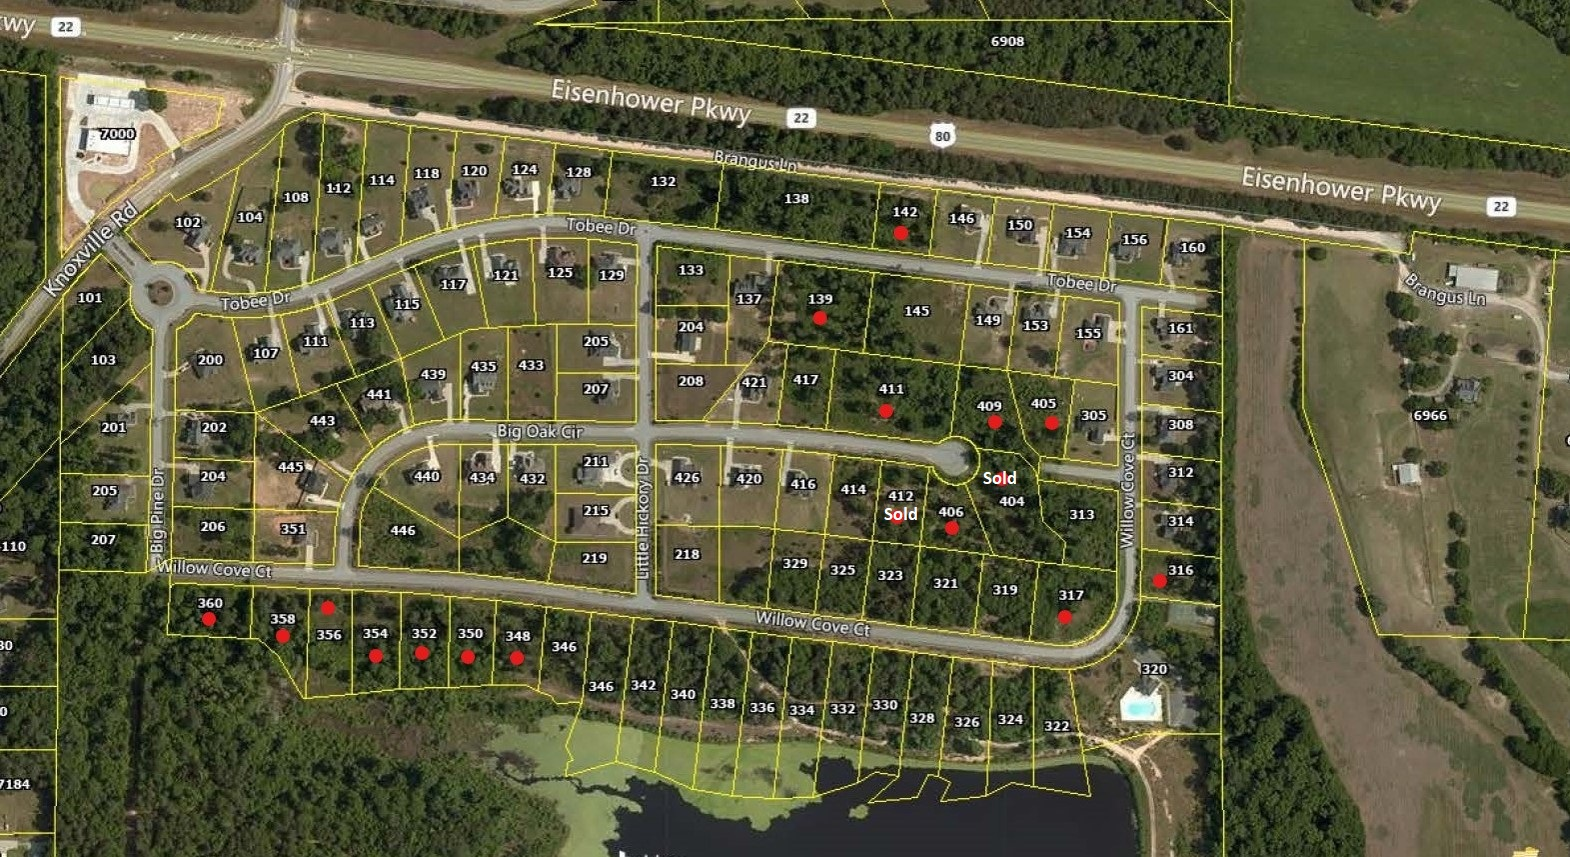 wy 22
6908
Eisenhower Pkwy 22
80
7000
Brangus Ln
Eisenhower Pkwy 22
102 104 108 112 114 118 120 124 128 132 138 142 146 150 154 156 160
Knoxville Rd
Tobee Dr
Tobee Dr
Tobee Dr
Brangus Ln
101 107 111 113 115 117 121 125 129 133 137 139 145 149 153 155 161
103 200 439 435 433 205 204 304
207 208 421 417 411 409 405 305 308 6966
441 443
201 202
Big Oak Cir
445 440 434 432 211 426 420 416 414 412 Sold 404 312
204
205 206 351 446 215 Sold 406 313 314
Big Pine Dr
Little Hickory Dr
Willow Cove Ct
207 219 218 329 325 323 321 319 317 316
110
Willow Cove Ct
Willow Cove Ct
360 358 356 354 352 350 348 346
30
320
346 342 340 338 336 334 332 330 328 326 324 322
0
7184